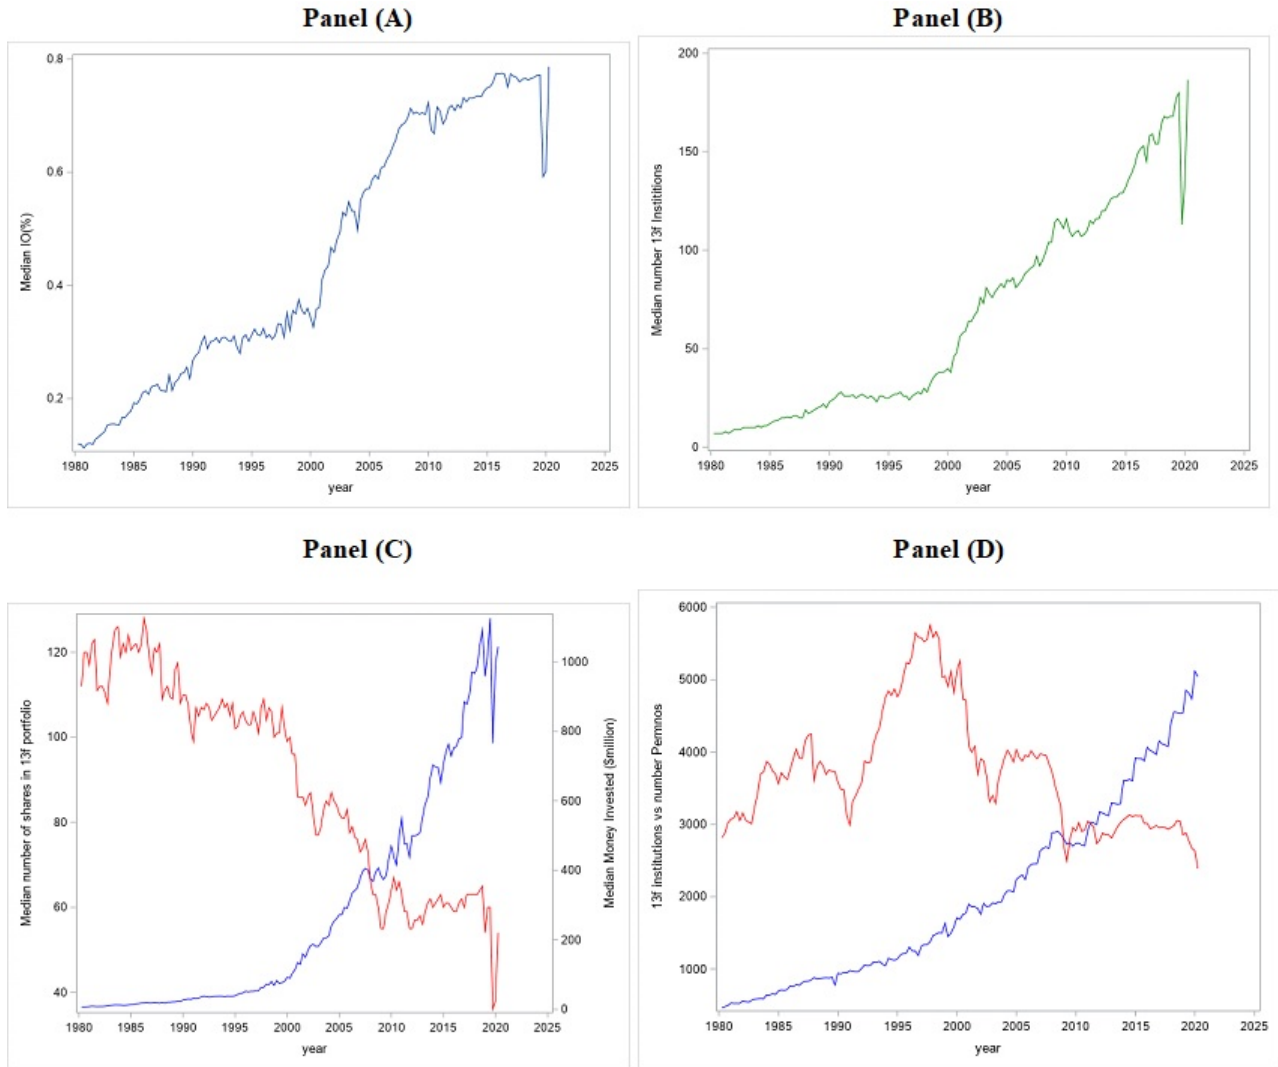 Panel (A)
Panel (B)
0.8
0.6
0.4
0.2
Median IO(%)
1980 1985 1990 1995 2000 2005 2010 2015 2020 2025
year
200
150
100
50
0
Median number 13f Instititions
1980 1985 1990 1995 2000 2005 2010 2015 2020 2025
year
Panel (C)
Panel (D)
120
100
80
60
40
Median number of shares in 13f portfolio
1000
800
600
400
200
0
Median Money Invested ($million)
1980 1985 1990 1995 2000 2005 2010 2015 2020 2025
year
6000
5000
4000
3000
2000
1000
13f institutions vs number Permnos
1980 1985 1990 1995 2000 2005 2010 2015 2020 2025
year